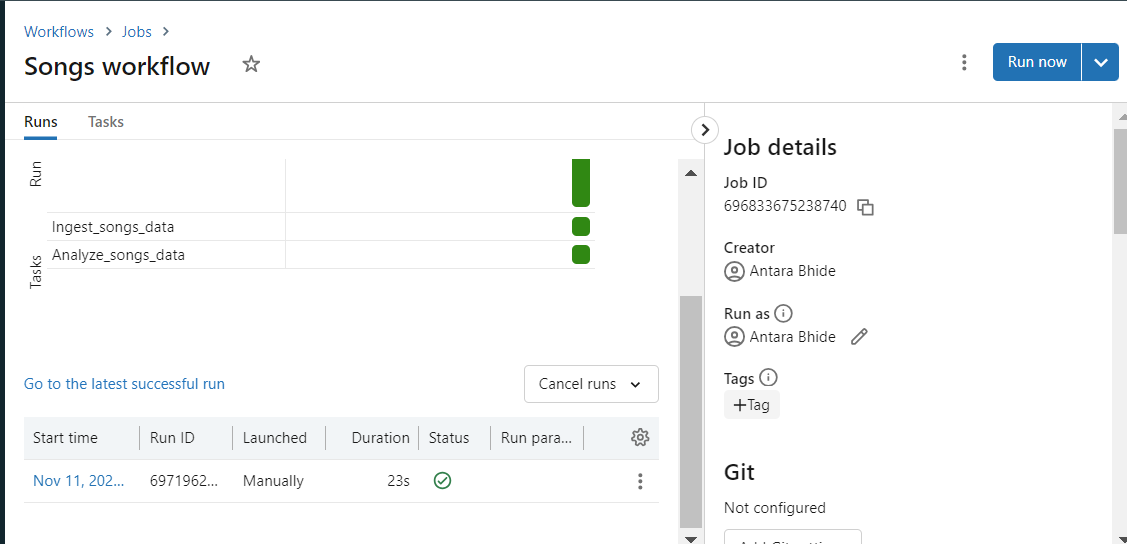 Workflows > Jobs >
Songs workflow
Run now
Runs Tasks
Run
Ingest_songs_data
Analyze_songs_data
Tasks
Go to the latest successful run
Cancel runs
Start time Run ID Launched Duration Status Run para...
Nov 11, 202... 6971962... Manually 23s
Job details
Job ID
696833675238740
Creator
Antara Bhide
Run as
Antara Bhide
Tags
+Tag
Git
Not configured